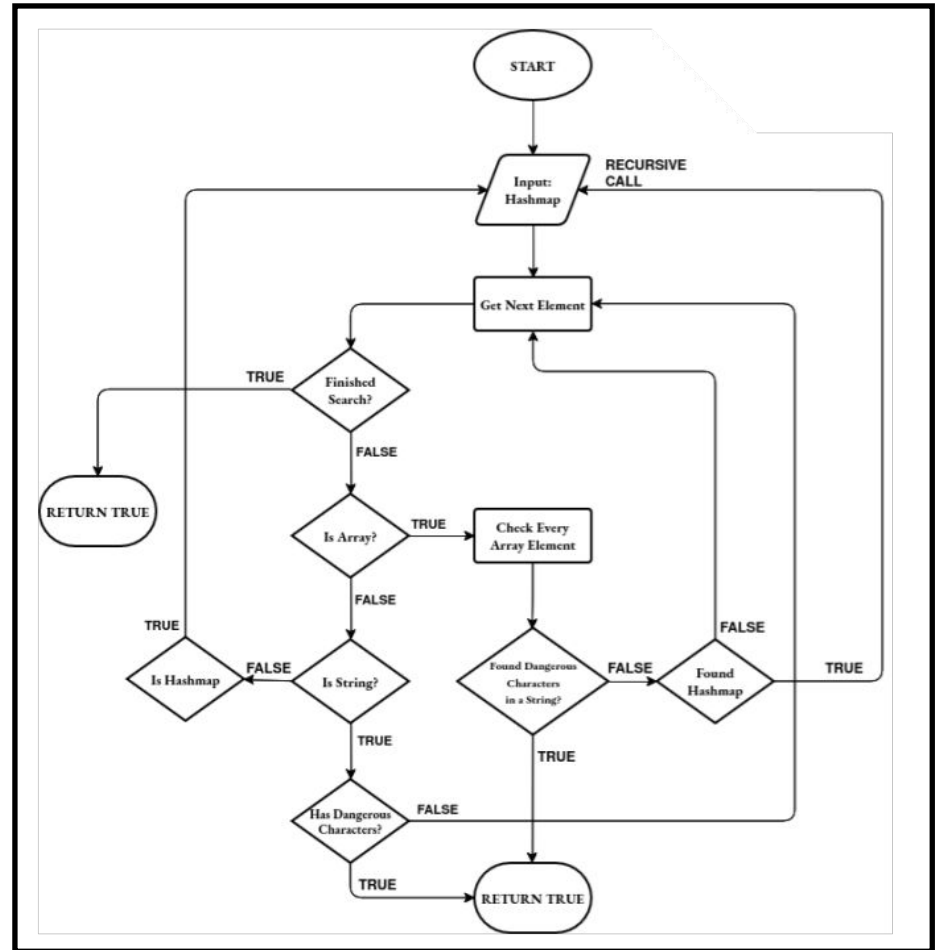 START
RECURSIVE
CALL
Input:
Hashmap
Get Next Element
TRUE
Finished
Search?
FALSE
RETURN TRUE
Is Array?
TRUE
Check Every
Array Element
FALSE
TRUE
Is Hashmap
FALSE
Is String?
Found Dangerous
Characters
in a String?
FALSE
FALSE
Found
Hashmap
TRUE
TRUE
TRUE
Has Dangerous
Characters?
FALSE
TRUE
RETURN TRUE